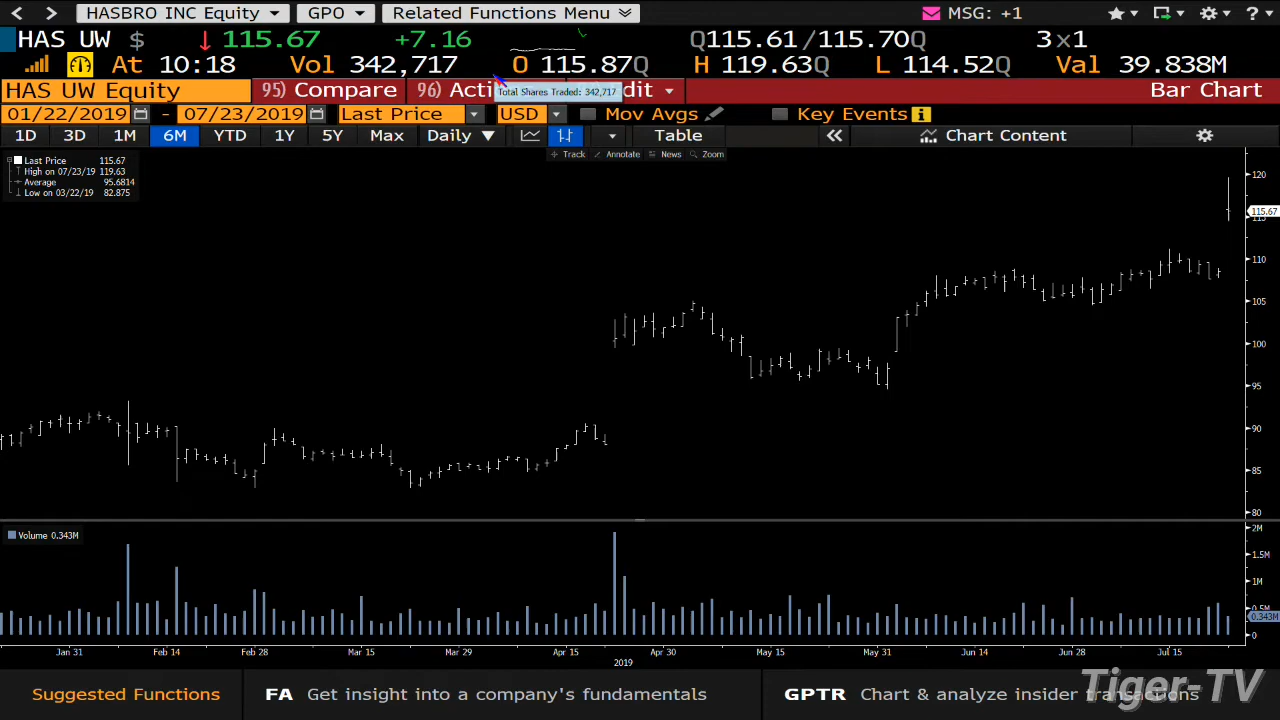 HASBRO INC Equity GPO Related Functions Menu MSG: +1 ?
HAS UW $ 115.67 +7.16 Q115.61/115.70Q 3×1
At 10:18 Vol 342,717 O 115.87Q H 119.63Q L 114.52Q Val 39.838M
HAS UW Equity 95) Compare 96) Acti dit Bar Chart
Total Shares Traded: 342,717
01/22/2019 - 07/23/2019 Last Price USD Mov Avgs Key Events i
1D 3D 1M 6M YTD 1Y 5Y Max Daily Table Chart Content
Track Annotate News Zoom
Last Price 115.67
High on 07/23/19 119.63
Average 95.6814
Low on 03/22/19 82.875
120
115.67
115
110
105
100
95
90
85
80
Volume 0.343M
2M
1.5M
1M
0.5M
0.343M
0
Jan 31 Feb 14 Feb 28 Mar 15 Mar 29 Apr 15 Apr 30 May 15 May 31 Jun 14 Jun 28 Jul 15
2019
Suggested Functions FA Get insight into a company's fundamentals GPTR Chart & analyze insider transactions
Tiger-TV